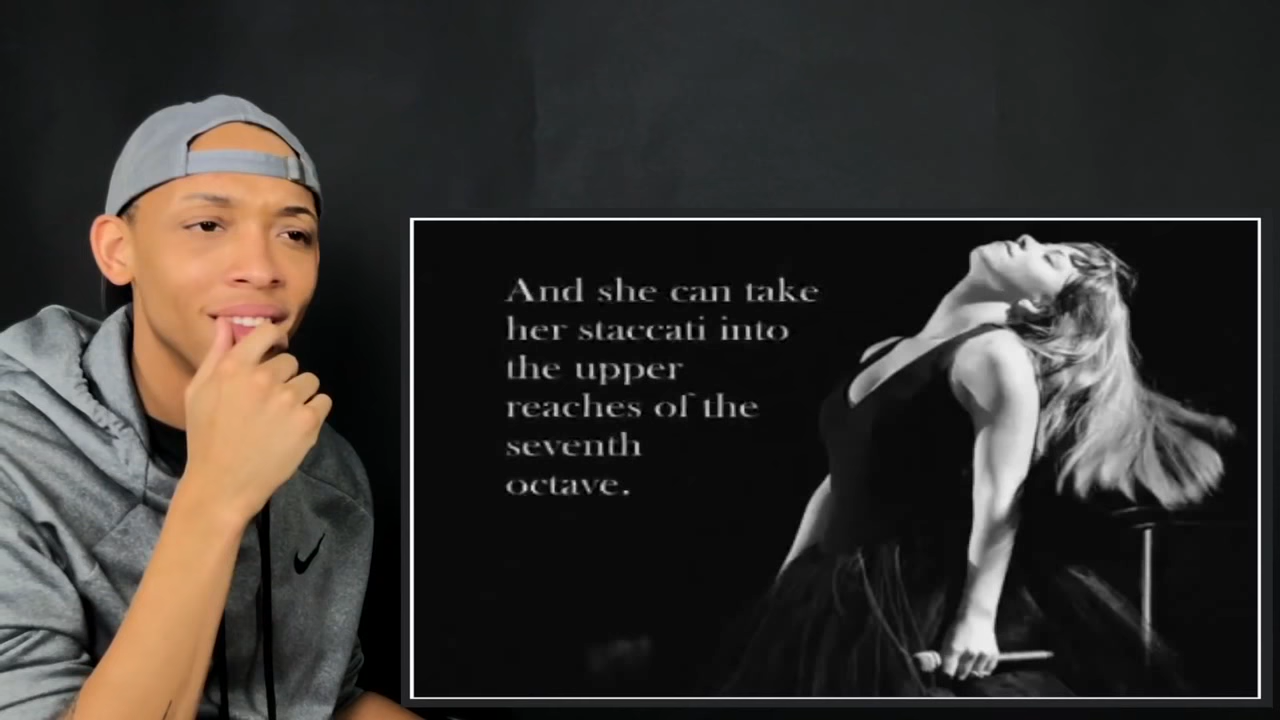 And she can take
her staccati into
the upper
reaches of the
seventh
octave.